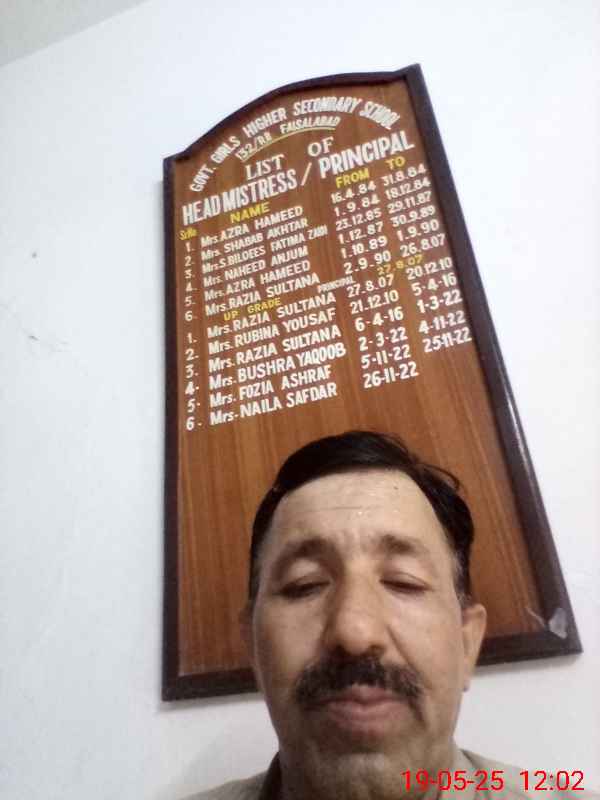 GOVT. GIRLS HIGHER SECONDARY SCHOOL
132/RB FAISALABAD
LIST OF
HEADMISTRESS / PRINCIPAL
Sr.No NAME FROM TO
1. Mrs. AZRA HAMEED 16.4.84 31.8.84
2. Mrs. SHABAB AKHTAR 1.9.84 18.12.84
3. Mrs. S. BILQEES FATIMA ZAIDI 23.12.85 29.11.87
4. Mrs. NAHEED ANJUM 1.12.87 30.9.89
5. Mrs. AZRA HAMEED 1.10.89 1.9.90
6. Mrs. RAZIA SULTANA 2.9.90 26.8.07
UP GRADE PRINCIPAL 27.8.07
1. Mrs. RAZIA SULTANA 27.8.07 20.12.10
2. Mrs. RUBINA YOUSAF 21.12.10 5-4-16
3. Mrs. RAZIA SULTANA 6-4-16 1-3-22
4- Mrs. BUSHRA YAQOOB 2-3-22 4-11-22
5- Mrs. FOZIA ASHRAF 5-11-22 25-11-22
6- Mrs- NAILA SAFDAR 26-11-22
19-05-25 12:02